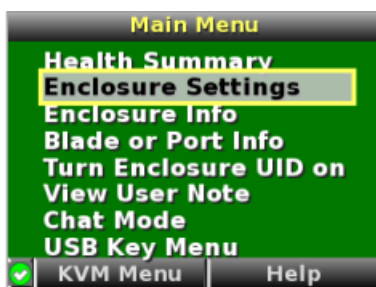 Main Menu
Health Summary
Enclosure Settings
Enclosure Info
Blade or Port Info
Turn Enclosure UID on
View User Note
Chat Mode
USB Key Menu
KVM Menu Help